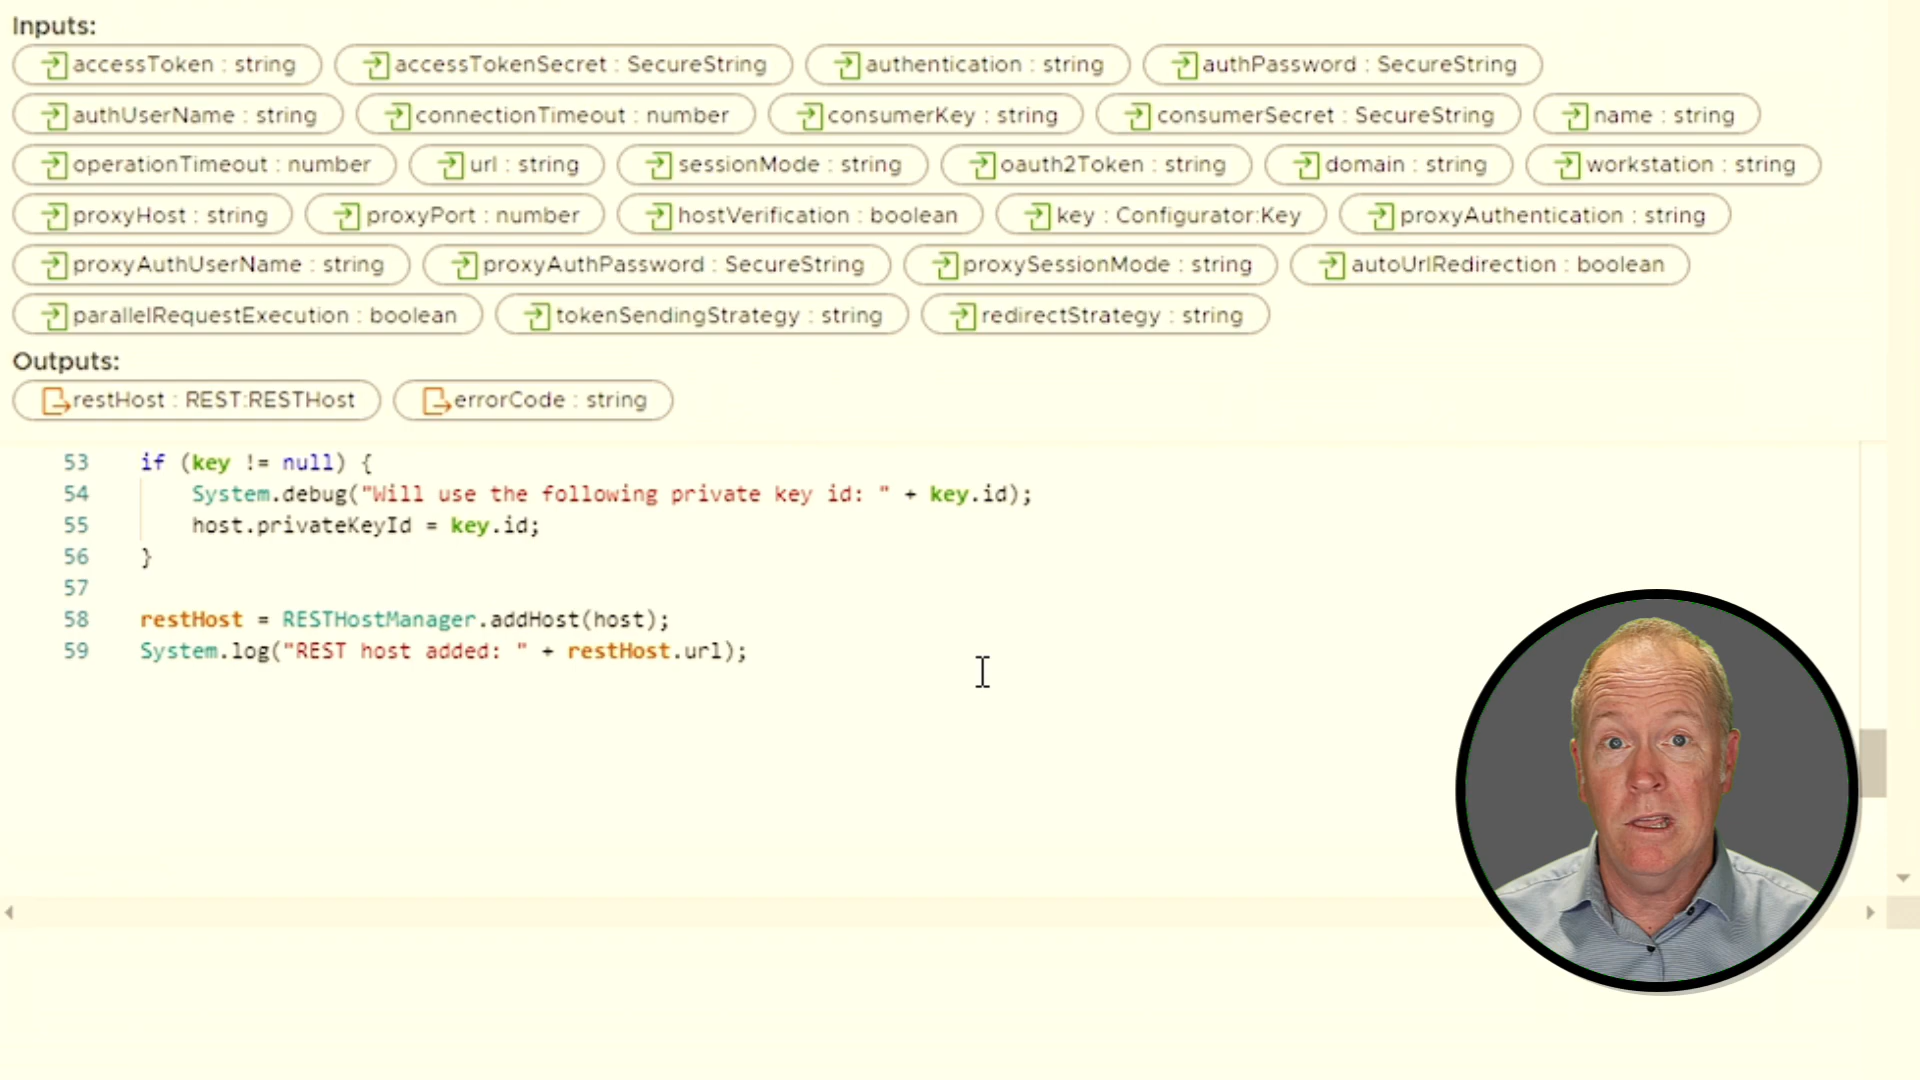 Inputs:
accessToken : string accessTokenSecret : SecureString authentication : string authPassword : SecureString
authUserName : string connectionTimeout : number consumerKey : string consumerSecret : SecureString name : string
operationTimeout : number url : string sessionMode : string oauth2Token : string domain : string workstation : string
proxyHost : string proxyPort : number hostVerification : boolean key : Configurator:Key proxyAuthentication : string
proxyAuthUserName : string proxyAuthPassword : SecureString proxySessionMode : string autoUrlRedirection : boolean
parallelRequestExecution : boolean tokenSendingStrategy : string redirectStrategy : string
Outputs:
restHost : REST:RESTHost errorCode : string
53 if (key != null) {
54 System.debug("Will use the following private key id: " + key.id);
55 host.privateKeyId = key.id;
56 }
57
58 restHost = RESTHostManager.addHost(host);
59 System.log("REST host added: " + restHost.url);